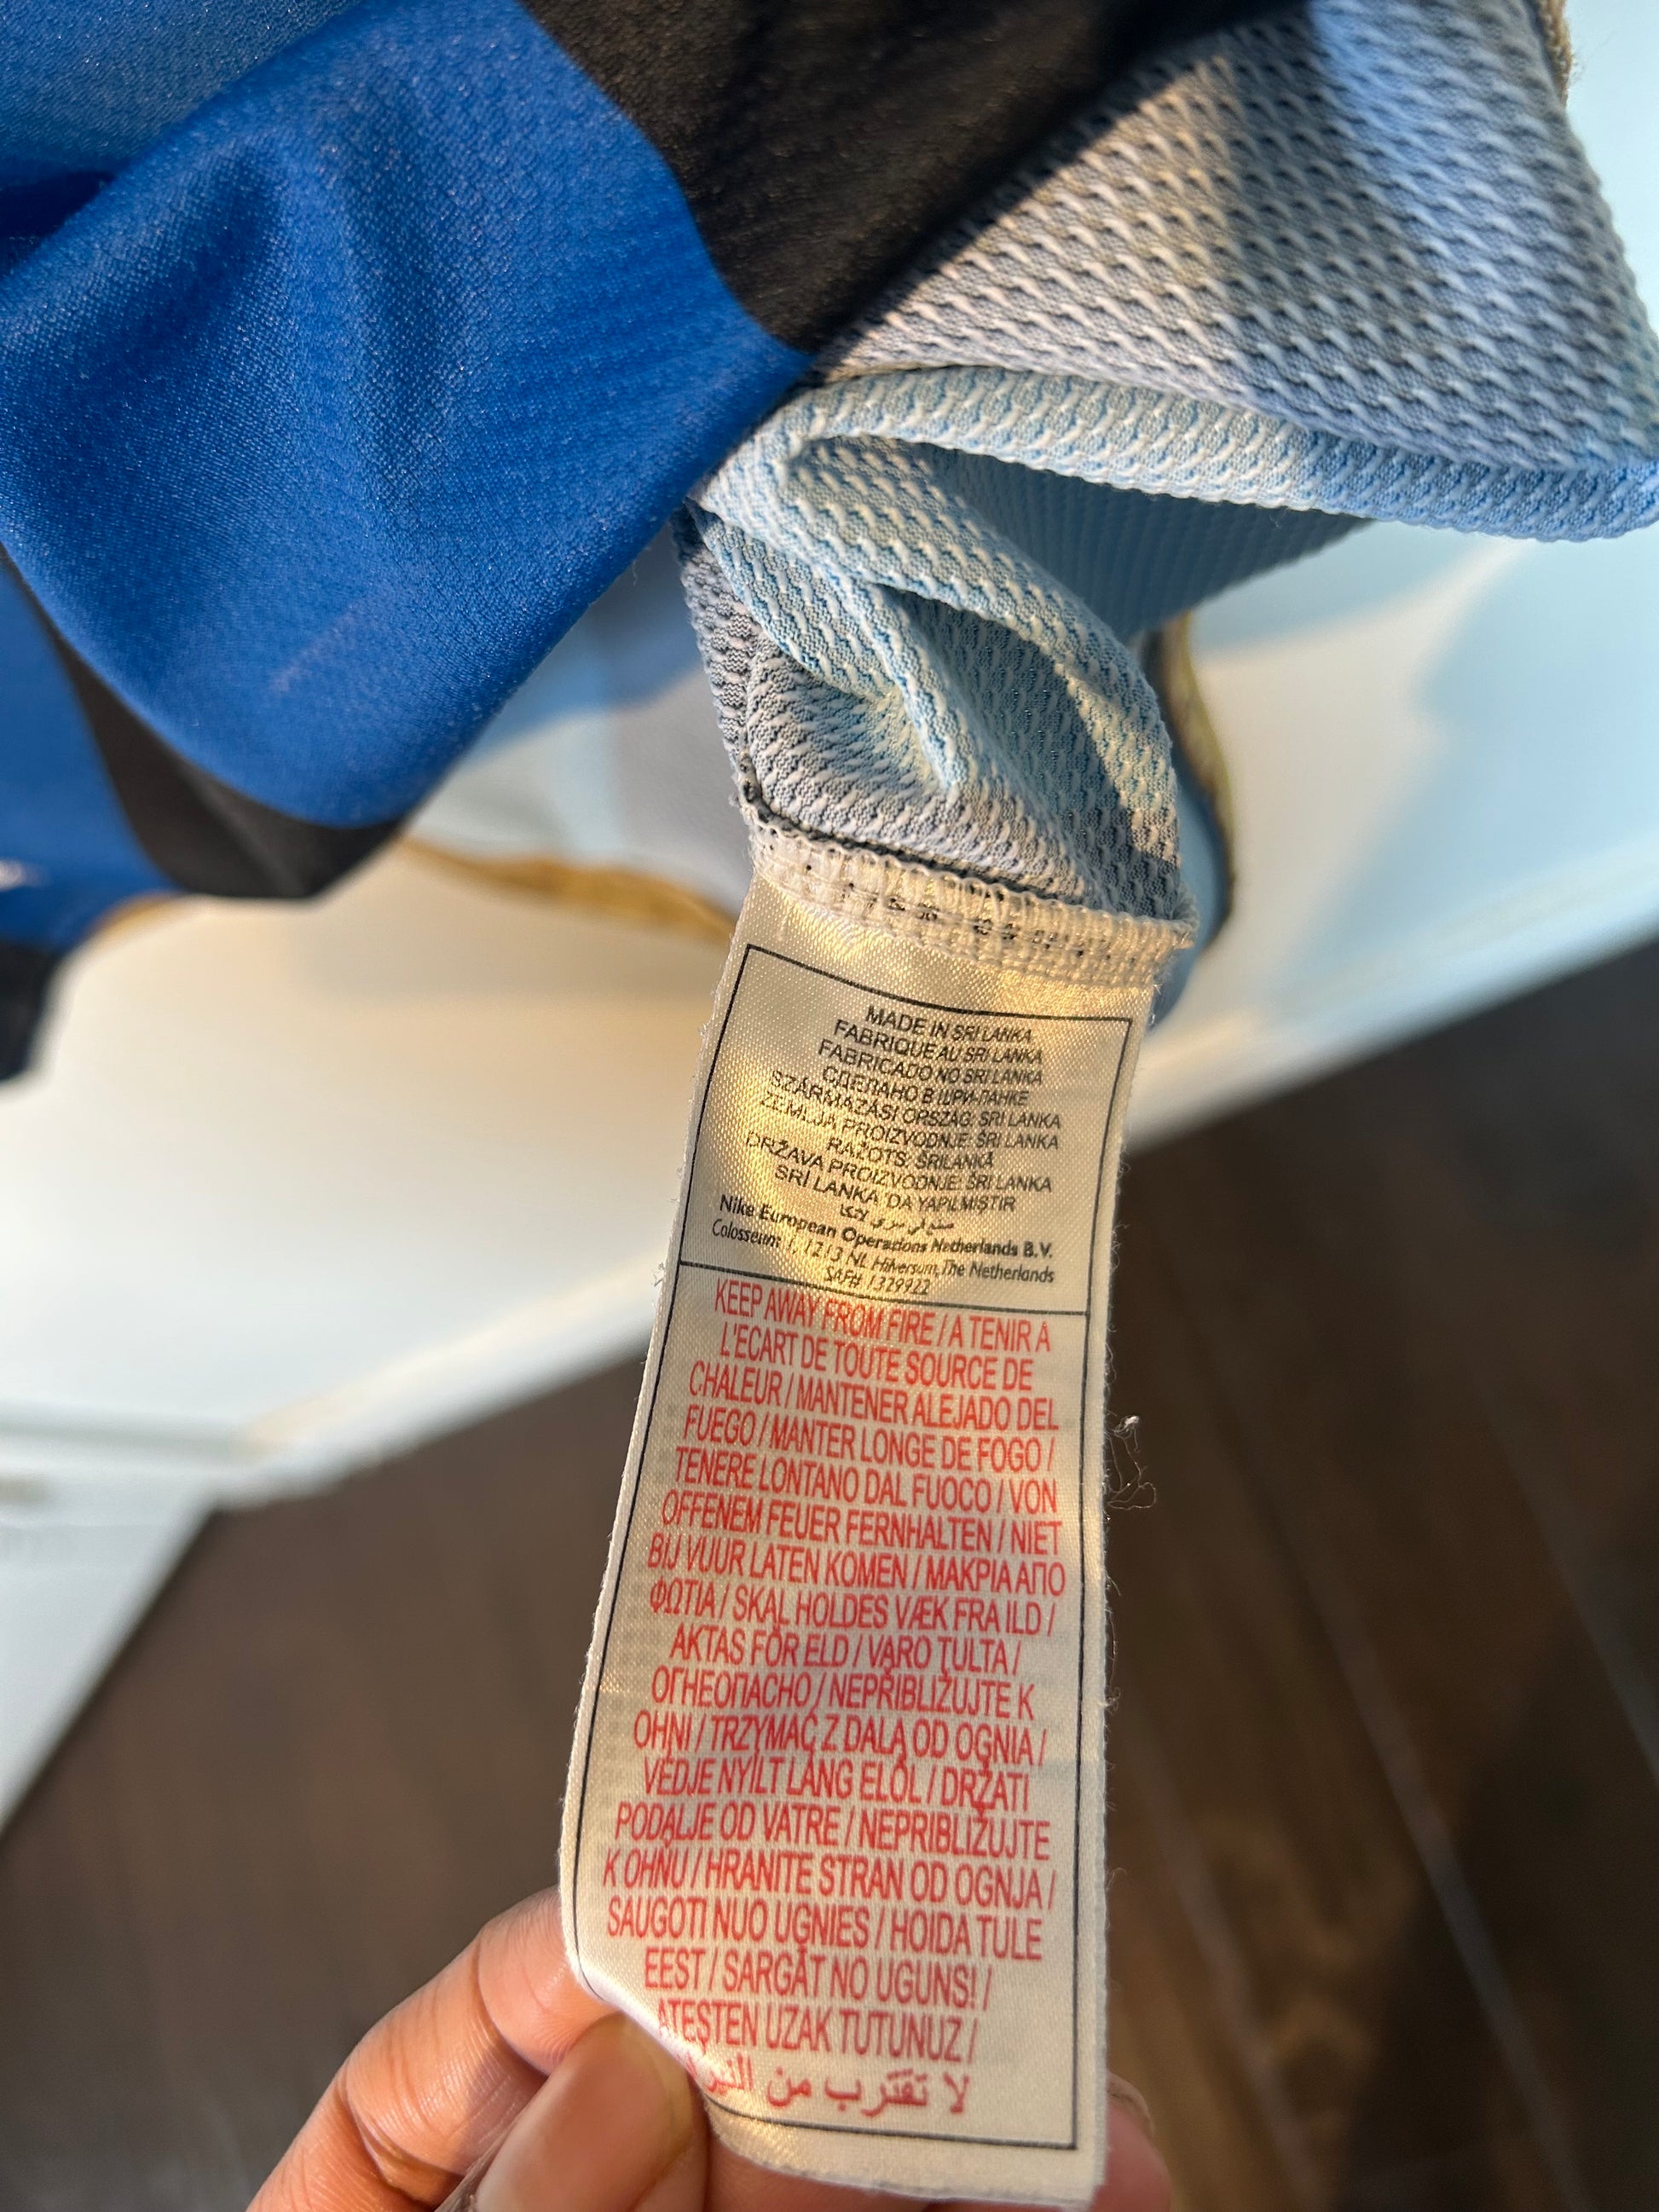 MADE IN SRI LANKA
FABRIQUE AU SRI LANKA
FABRICADO NO SRI LANKA
СДЕЛАНО В ШРИ-ЛАНКЕ
SZÁRMAZÁSI ORSZÁG: SRI LANKA
ZEMLJA PROIZVODNJE: ŠRI LANKA
RAŽOTS: ŠRILANKĀ
DRŽAVA PROIZVODNJE: ŠRI LANKA
SRİ LANKA 'DA YAPILMIŞTIR
صنع في سري لانكا
Nike European Operations Netherlands B.V.
Colosseum 1, 1213 NL Hilversum, The Netherlands
SAF# 1329922
KEEP AWAY FROM FIRE / A TENIR À
L'ECART DE TOUTE SOURCE DE
CHALEUR / MANTENER ALEJADO DEL
FUEGO / MANTER LONGE DE FOGO /
TENERE LONTANO DAL FUOCO / VON
OFFENEM FEUER FERNHALTEN / NIET
BIJ VUUR LATEN KOMEN / ΜΑΚΡΙΑ ΑΠΟ
ΦΩΤΙΑ / SKAL HOLDES VÆK FRA ILD /
AKTAS FÖR ELD / VARO TULTA /
ОГНЕОПАСНО / NEPŘIBLIŽUJTE K
OHNI / TRZYMAĆ Z DALA OD OGNIA /
VÉDJE NYÍLT LÁNG ELŐL / DRŽATI
PODALJE OD VATRE / NEPRIBLIŽUJTE
K OHŇU / HRANITE STRAN OD OGNJA /
SAUGOTI NUO UGNIES / HOIDA TULE
EEST / SARGĀT NO UGUNS! /
ATEŞTEN UZAK TUTUNUZ /
لا تقترب من